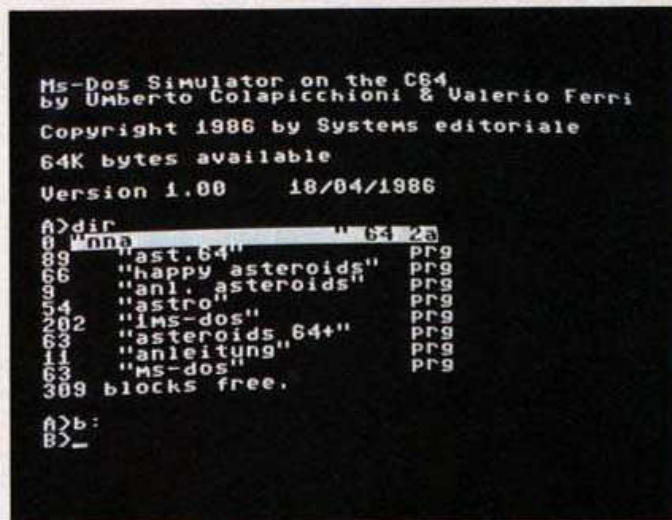 Ms-Dos Simulator on the C64
by Umberto Colapicchioni & Valerio Ferri
Copyright 1986 by Systems editoriale
64K bytes available
Version 1.00 18/04/1986
A>dir
0 "nna " 64 2a
89 "ast.64" prg
66 "happy asteroids" prg
9 "anl. asteroids" prg
54 "astro" prg
202 "1ms-dos" prg
63 "asteroids 64+" prg
11 "anleitung" prg
63 "ms-dos" prg
309 blocks free.
A>b:
B>_